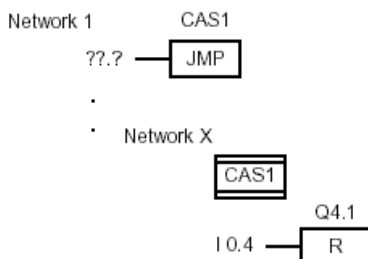 Network 1
CAS1
??.?
JMP
.
.
Network X
CAS1
Q4.1
I 0.4
R